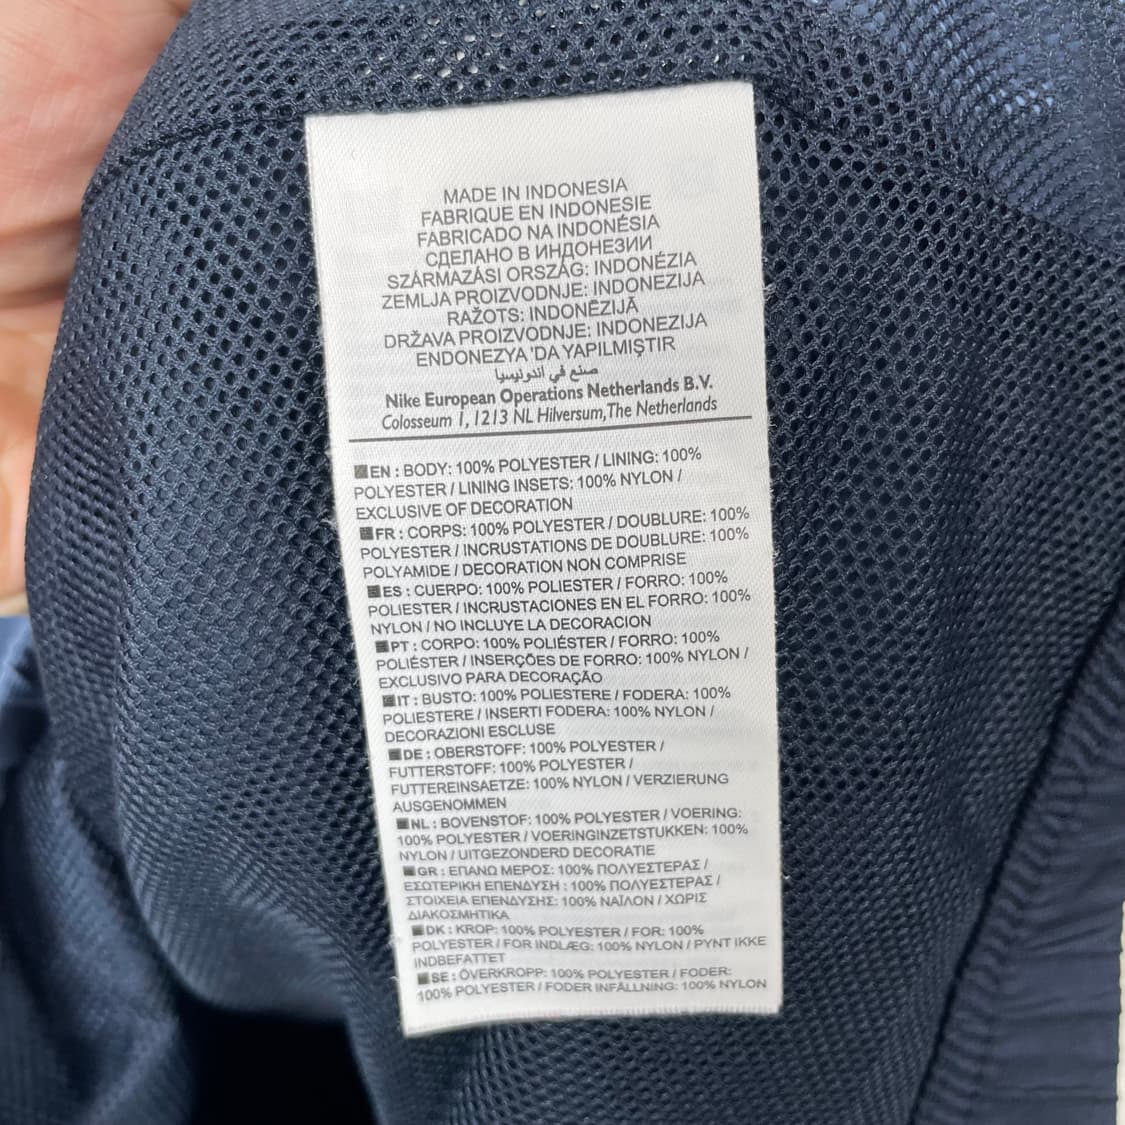 MADE IN INDONESIA
FABRIQUE EN INDONESIE
FABRICADO NA INDONÉSIA
СДЕЛАНО В ИНДОНЕЗИИ
SZÁRMAZÁSI ORSZÁG: INDONÉZIA
ZEMLJA PROIZVODNJE: INDONEZIJA
RAŽOTS: INDONĒZIJĀ
DRŽAVA PROIZVODNJE: INDONEZIJA
ENDONEZYA 'DA YAPILMIŞTIR
صنع في اندونيسيا
Nike European Operations Netherlands B.V.
Colosseum 1, 1213 NL Hilversum, The Netherlands
EN : BODY: 100% POLYESTER / LINING: 100%
POLYESTER / LINING INSETS: 100% NYLON /
EXCLUSIVE OF DECORATION
FR : CORPS: 100% POLYESTER / DOUBLURE: 100%
POLYESTER / INCRUSTATIONS DE DOUBLURE: 100%
POLYAMIDE / DECORATION NON COMPRISE
ES : CUERPO: 100% POLIESTER / FORRO: 100%
POLIESTER / INCRUSTACIONES EN EL FORRO: 100%
NYLON / NO INCLUYE LA DECORACION
PT : CORPO: 100% POLIÉSTER / FORRO: 100%
POLIÉSTER / INSERÇÕES DE FORRO: 100% NYLON /
EXCLUSIVO PARA DECORAÇÃO
IT : BUSTO: 100% POLIESTERE / FODERA: 100%
POLIESTERE / INSERTI FODERA: 100% NYLON /
DECORAZIONI ESCLUSE
DE : OBERSTOFF: 100% POLYESTER /
FUTTERSTOFF: 100% POLYESTER /
FUTTEREINSAETZE: 100% NYLON / VERZIERUNG
AUSGENOMMEN
NL : BOVENSTOF: 100% POLYESTER / VOERING:
100% POLYESTER / VOERINGINZETSTUKKEN: 100%
NYLON / UITGEZONDERD DECORATIE
GR : ΕΠΑΝΩ ΜΕΡΟΣ: 100% ΠΟΛΥΕΣΤΕΡΑΣ /
ΕΣΩΤΕΡΙΚΗ ΕΠΕΝΔΥΣΗ : 100% ΠΟΛΥΕΣΤΕΡΑΣ /
ΣΤΟΙΧΕΙΑ ΕΠΕΝΔΥΣΗΣ: 100% ΝΑΪΛΟΝ / ΧΩΡΙΣ
ΔΙΑΚΟΣΜΗΤΙΚΑ
DK : KROP: 100% POLYESTER / FOR: 100%
POLYESTER / FOR INDLÆG: 100% NYLON / PYNT IKKE
INDBEFATTET
SE : ÖVERKROPP: 100% POLYESTER / FODER:
100% POLYESTER / FODER INFÄLLNING: 100% NYLON